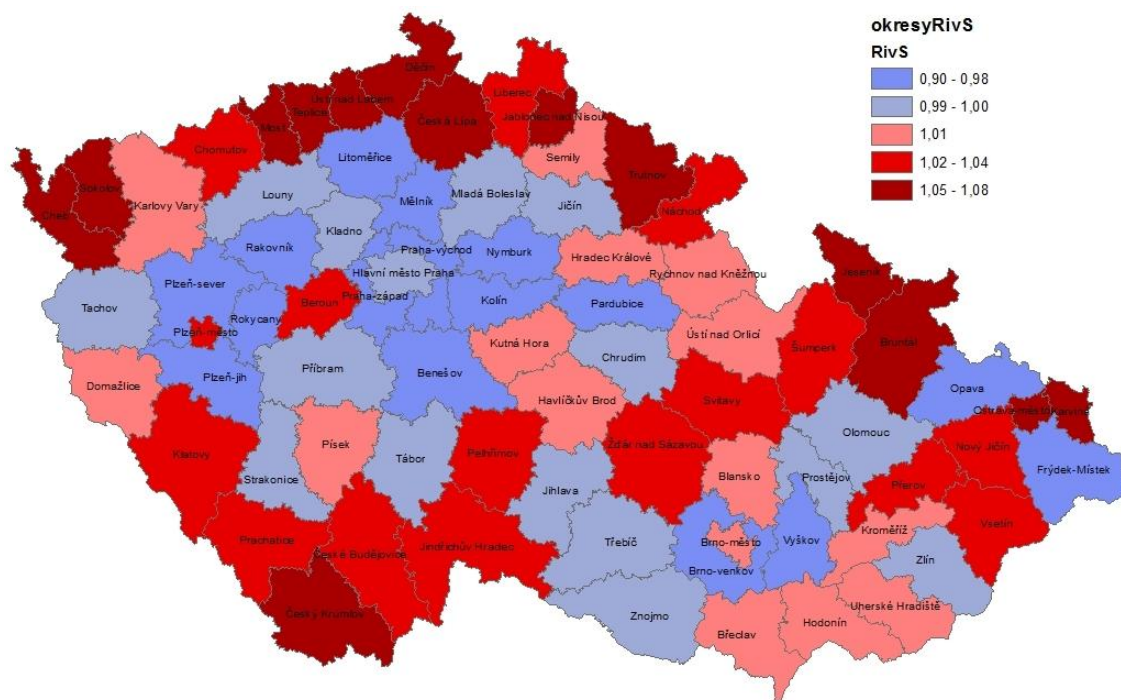 okresyRivS
RivS
0,90 - 0,98
0,99 - 1,00
1,01
1,02 - 1,04
1,05 - 1,08
Děčín
Liberec
Ústí nad Labem
Teplice
Most
Česká Lípa
Jablonec nad Nisou
Chomutov
Litoměřice
Semily
Trutnov
Sokolov
Cheb
Karlovy Vary
Louny
Mělník
Mladá Boleslav
Jičín
Náchod
Kladno
Rakovník
Praha-východ
Nymburk
Hradec Králové
Rychnov nad Kněžnou
Hlavní město Praha
Plzeň-sever
Tachov
Beroun
Praha-západ
Kolín
Pardubice
Jeseník
Rokycany
Plzeň-město
Kutná Hora
Ústí nad Orlicí
Šumperk
Bruntál
Chrudim
Příbram
Benešov
Plzeň-jih
Domažlice
Opava
Havlíčkův Brod
Svitavy
Ostrava-město
Karviná
Olomouc
Písek
Tábor
Pelhřimov
Žďár nad Sázavou
Nový Jičín
Klatovy
Strakonice
Blansko
Prostějov
Frýdek-Místek
Jihlava
Přerov
Vsetín
Kroměříž
Prachatice
České Budějovice
Jindřichův Hradec
Třebíč
Brno-město
Vyškov
Brno-venkov
Zlín
Český Krumlov
Znojmo
Uherské Hradiště
Hodonín
Břeclav